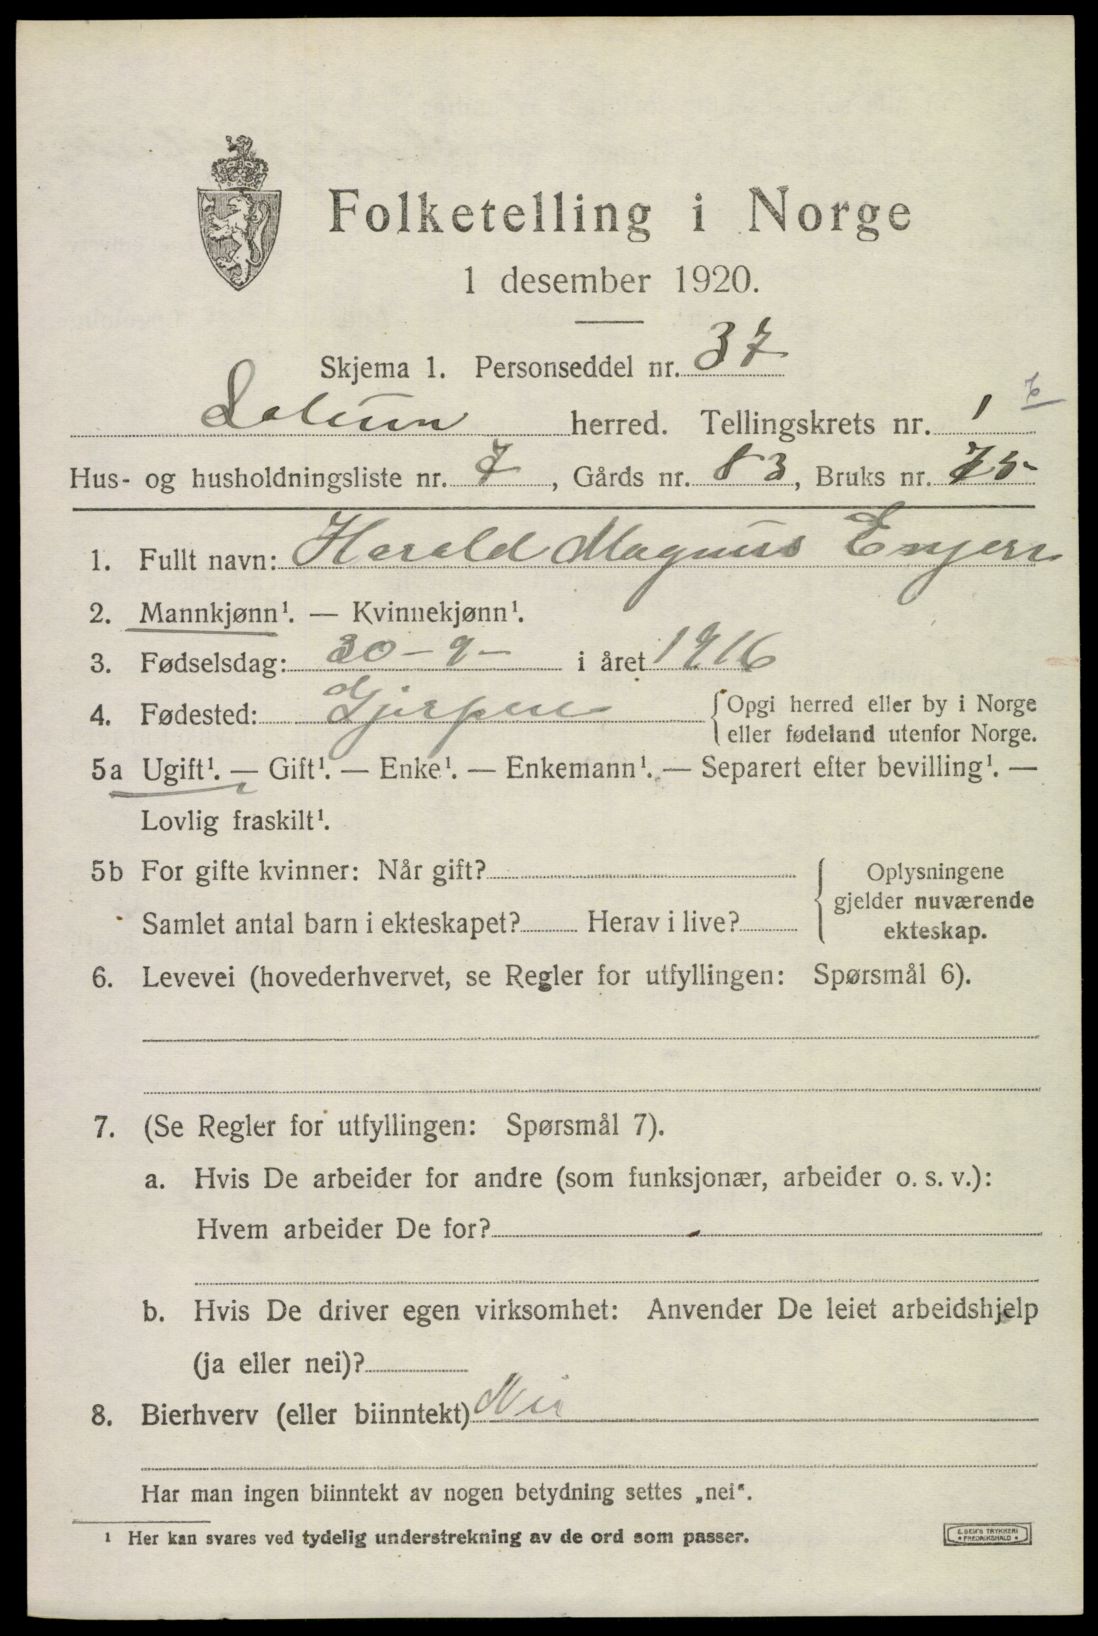 Folketelling i Norge
1 desember 1920.
Skjema 1. Personseddel nr. 37
Solum herred. Tellingskrets nr. 1
Hus- og husholdningsliste nr. 7, Gårds nr. 83, Bruks nr. 75
1. Fullt navn: Harald Magnus
2. Mannkjønn¹. — Kvinnekjønn¹.
3. Fødselsdag: 30 - 9 - i året 1916
4. Fødested: Gjerpen {Opgi herred eller by i Norge
eller fødeland utenfor Norge.
5a Ugift¹. — Gift¹. — Enke¹. — Enkemann¹. — Separert efter bevilling¹. —
Lovlig fraskilt¹.
5b For gifte kvinner: Når gift?
Samlet antal barn i ekteskapet? Herav i live?
{Oplysningene
gjelder nuværende
ekteskap.
6. Levevei (hovederhvervet, se Regler for utfyllingen: Spørsmål 6).
7. (Se Regler for utfyllingen: Spørsmål 7).
a. Hvis De arbeider for andre (som funksjonær, arbeider o. s. v.):
Hvem arbeider De for?
b. Hvis De driver egen virksomhet: Anvender De leiet arbeidshjelp
(ja eller nei)?
8. Bierhverv (eller biinntekt) Nei
Har man ingen biinntekt av nogen betydning settes „nei“.
¹ Her kan svares ved tydelig understrekning av de ord som passer.
E. SEM'S TRYKKERI
FREDRIKSHALD